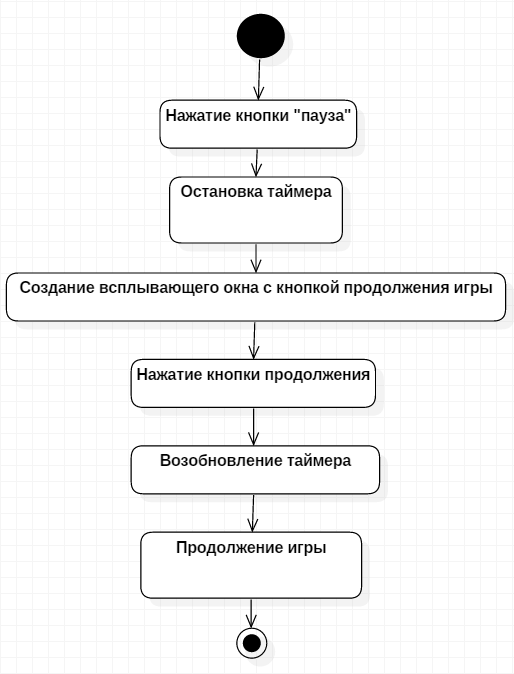 Нажатие кнопки "пауза"
Остановка таймера
Создание всплывающего окна с кнопкой продолжения игры
Нажатие кнопки продолжения
Возобновление таймера
Продолжение игры